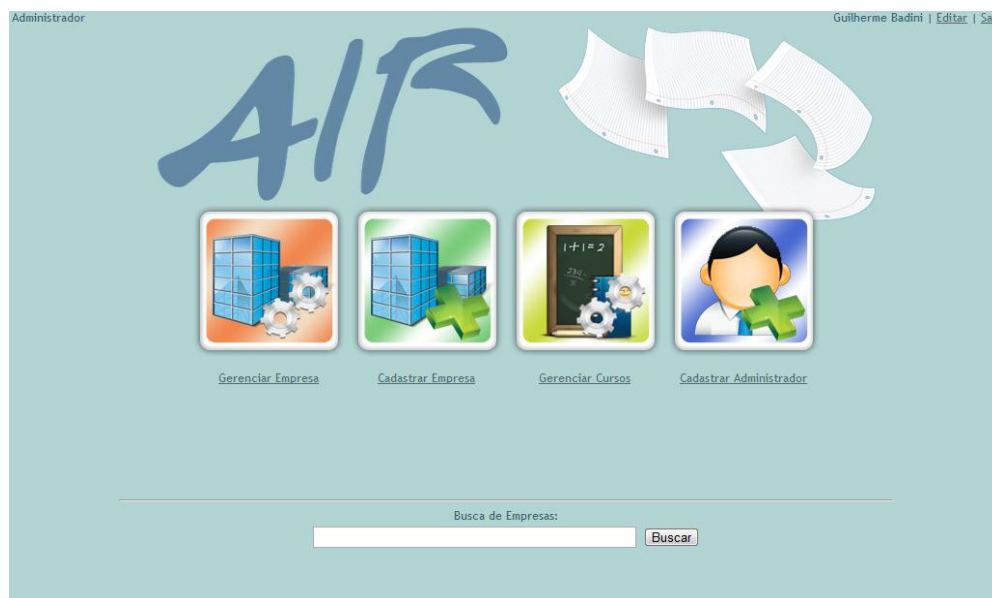 Administrador
Guilherme Badini | Editar | Sa
AIR
1+1=2
Gerenciar Empresa
Cadastrar Empresa
Gerenciar Cursos
Cadastrar Administrador
Busca de Empresas:
Buscar